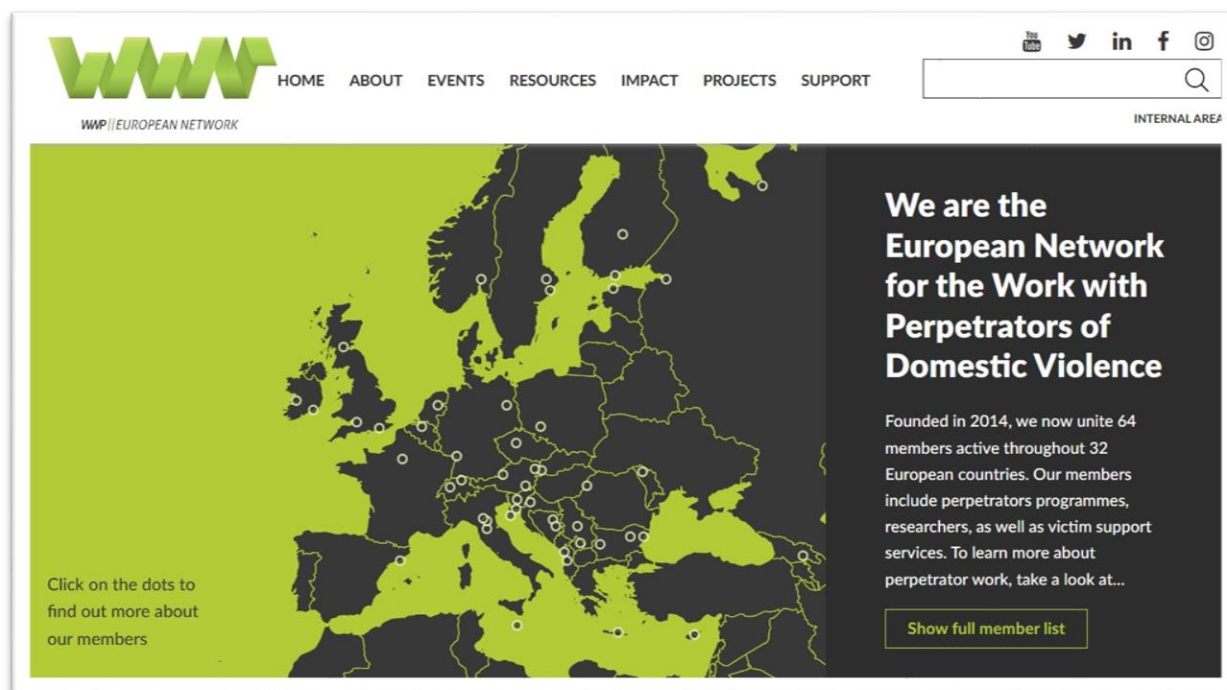 You Tube
HOME ABOUT EVENTS RESOURCES IMPACT PROJECTS SUPPORT
WWP||EUROPEAN NETWORK
INTERNAL AREA
We are the
European Network
for the Work with
Perpetrators of
Domestic Violence
Founded in 2014, we now unite 64
members active throughout 32
European countries. Our members
include perpetrators programmes,
researchers, as well as victim support
services. To learn more about
perpetrator work, take a look at...
Show full member list
Click on the dots to
find out more about
our members